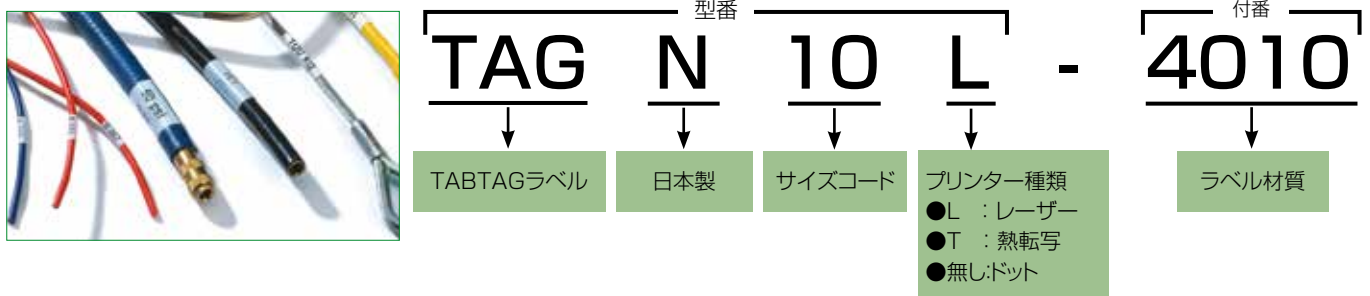 型番
付番
TAG N 10 L - 4010
TABTAGラベル
日本製
サイズコード
プリンター種類
●L ：レーザー
●T ：熱転写
●無し:ドット
ラベル材質